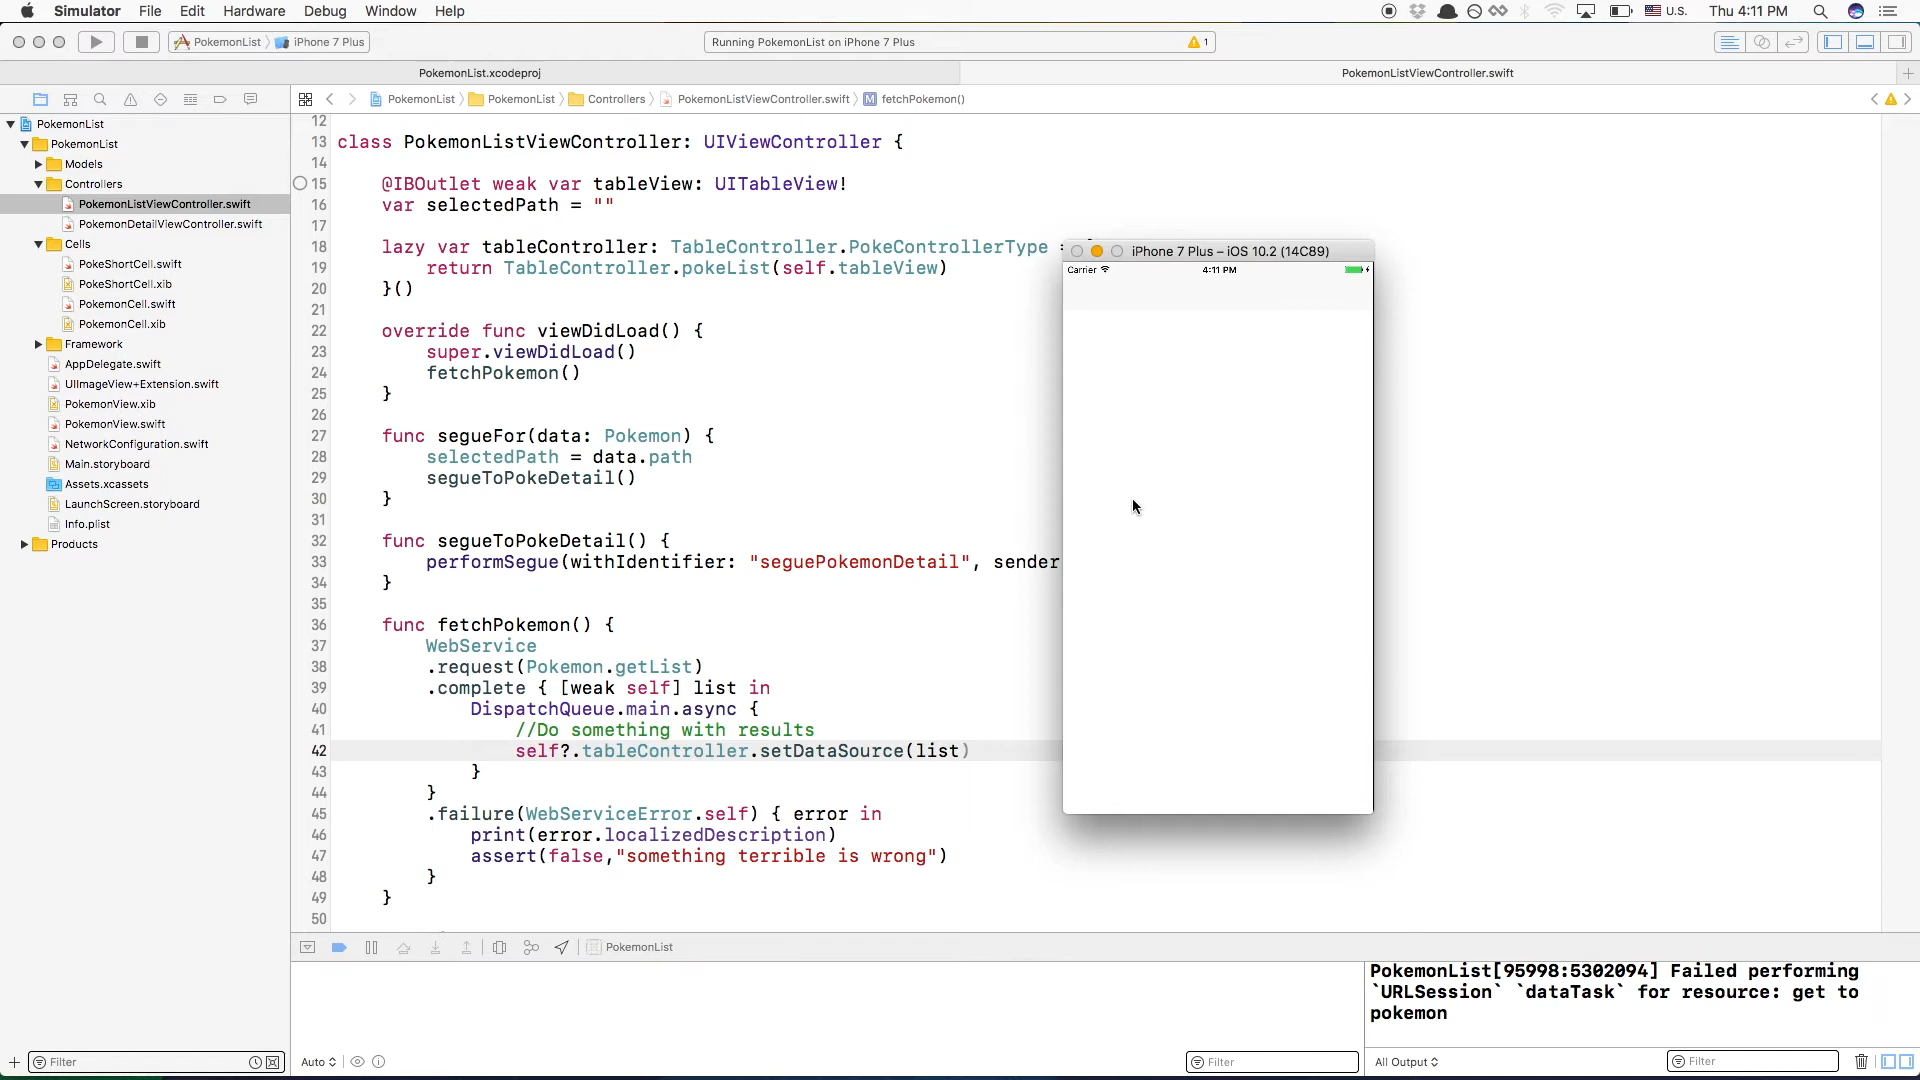 Simulator File Edit Hardware Debug Window Help
U.S. Thu 4:11 PM
PokemonList iPhone 7 Plus
Running PokemonList on iPhone 7 Plus
1
PokemonList.xcodeproj
PokemonListViewController.swift
PokemonList PokemonList Controllers PokemonListViewController.swift M fetchPokemon()
PokemonList
PokemonList
Models
Controllers
PokemonListViewController.swift
PokemonDetailViewController.swift
Cells
PokeShortCell.swift
PokeShortCell.xib
PokemonCell.swift
PokemonCell.xib
Framework
AppDelegate.swift
UIImageView+Extension.swift
PokemonView.xib
PokemonView.swift
NetworkConfiguration.swift
Main.storyboard
Assets.xcassets
LaunchScreen.storyboard
Info.plist
Products
Filter
12
13 class PokemonListViewController: UIViewController {
14
15 @IBOutlet weak var tableView: UITableView!
16 var selectedPath = ""
17
18 lazy var tableController: TableController.PokeControllerType
19 return TableController.pokeList(self.tableView)
20 }()
21
22 override func viewDidLoad() {
23 super.viewDidLoad()
24 fetchPokemon()
25 }
26
27 func segueFor(data: Pokemon) {
28 selectedPath = data.path
29 segueToPokeDetail()
30 }
31
32 func segueToPokeDetail() {
33 performSegue(withIdentifier: "seguePokemonDetail", sender
34 }
35
36 func fetchPokemon() {
37 WebService
38 .request(Pokemon.getList)
39 .complete { [weak self] list in
40 DispatchQueue.main.async {
41 //Do something with results
42 self?.tableController.setDataSource(list)
43 }
44 }
45 .failure(WebServiceError.self) { error in
46 print(error.localizedDescription)
47 assert(false,"something terrible is wrong")
48 }
49 }
50
iPhone 7 Plus – iOS 10.2 (14C89)
Carrier 4:11 PM
PokemonList
PokemonList[95998:5302094] Failed performing
`URLSession` `dataTask` for resource: get to
pokemon
Auto
Filter
All Output
Filter